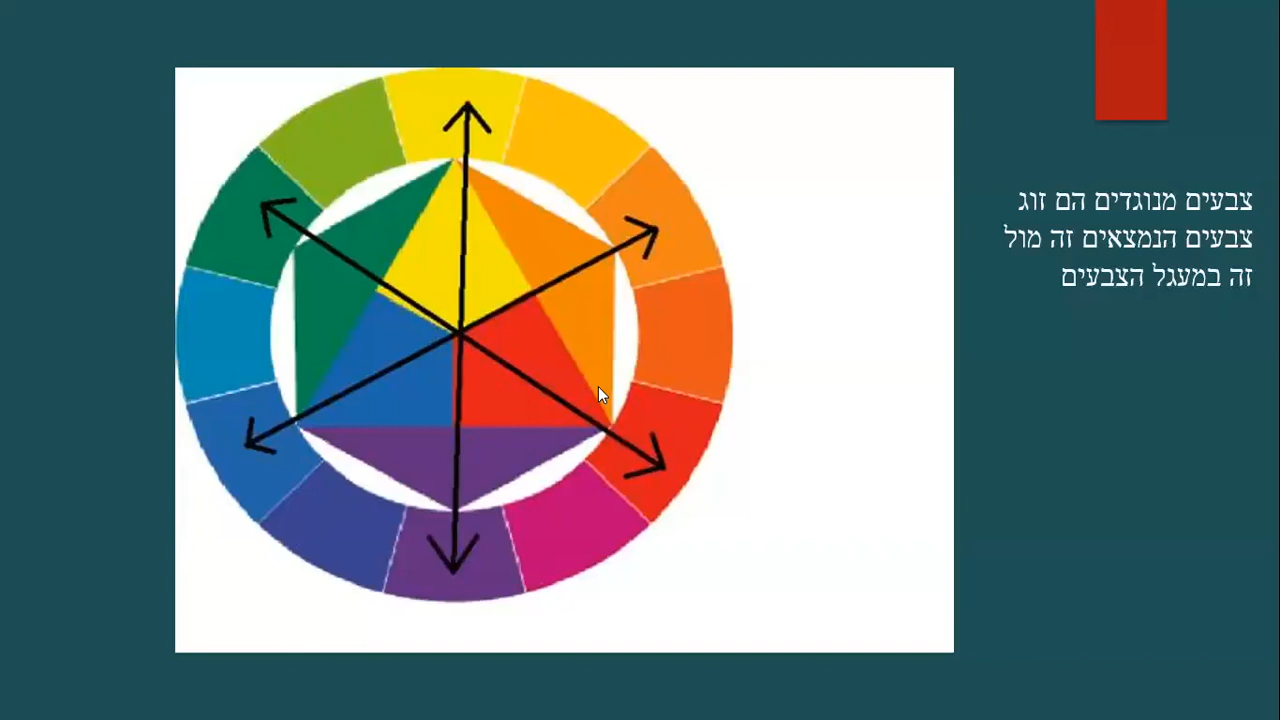 צבעים מנוגדים הם זוג
צבעים הנמצאים זה מול
זה במעגל הצבעים